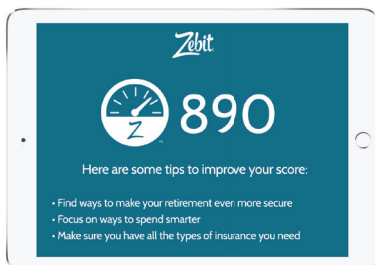 Zebit
Z
890
Here are some tips to improve your score:
• Find ways to make your retirement even more secure
• Focus on ways to spend smarter
• Make sure you have all the types of insurance you need